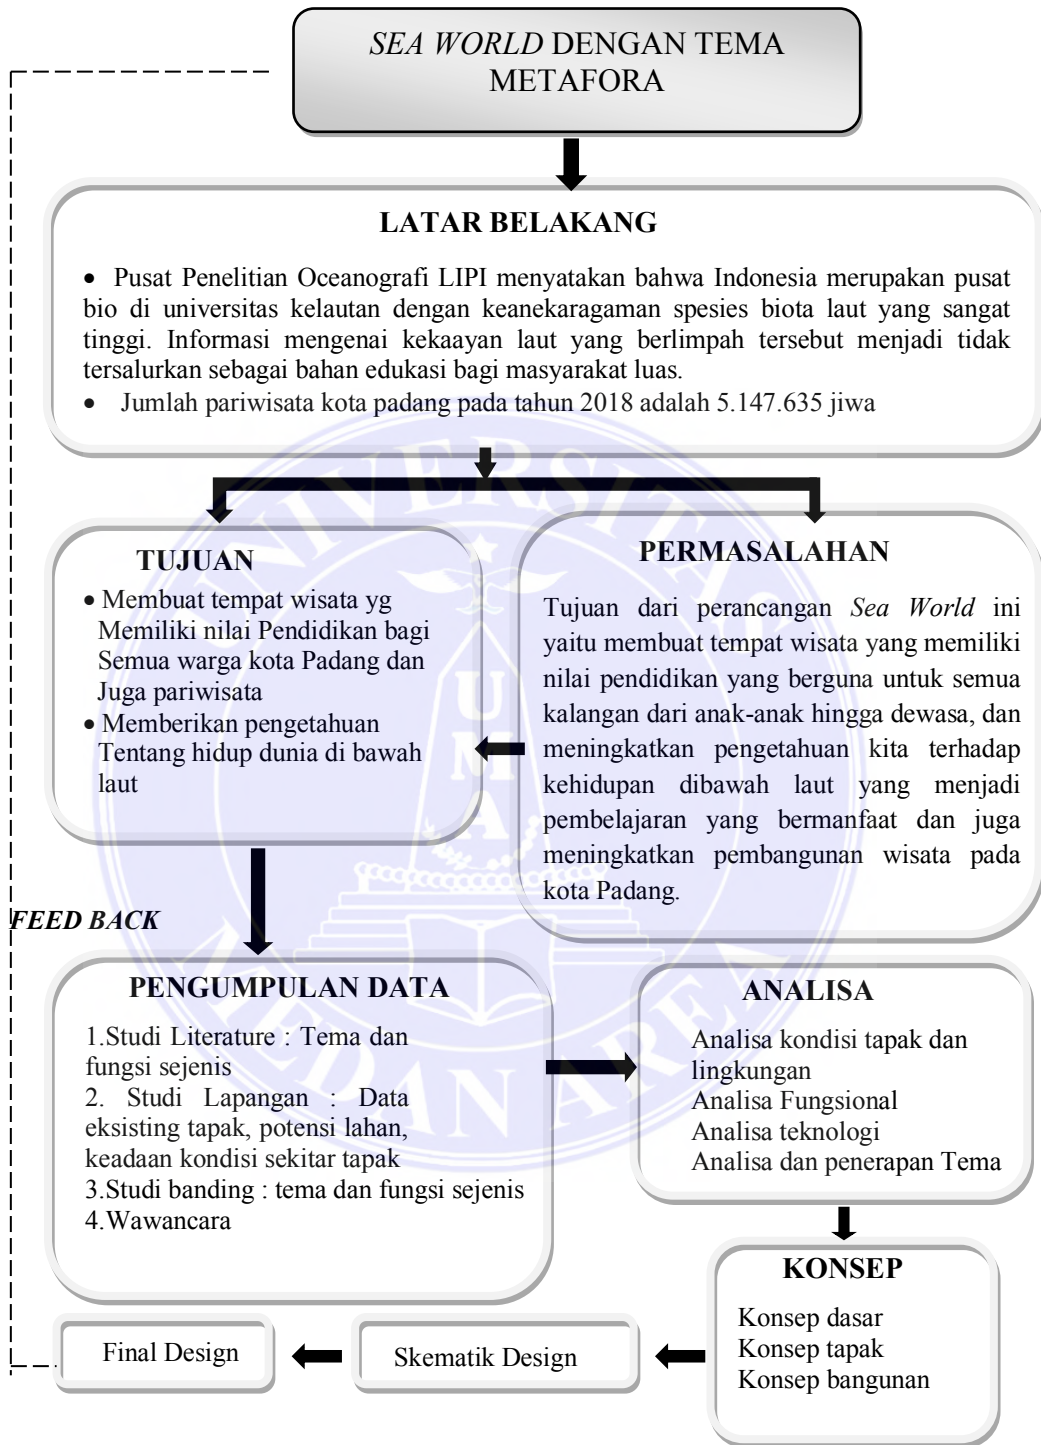 SEA WORLD DENGAN TEMA
METAFORA
LATAR BELAKANG
• Pusat Penelitian Oceanografi LIPI menyatakan bahwa Indonesia merupakan pusat
bio di universitas kelautan dengan keanekaragaman spesies biota laut yang sangat
tinggi. Informasi mengenai kekaayan laut yang berlimpah tersebut menjadi tidak
tersalurkan sebagai bahan edukasi bagi masyarakat luas.
• Jumlah pariwisata kota padang pada tahun 2018 adalah 5.147.635 jiwa
TUJUAN
• Membuat tempat wisata yg
Memiliki nilai Pendidikan bagi
Semua warga kota Padang dan
Juga pariwisata
• Memberikan pengetahuan
Tentang hidup dunia di bawah
laut
PERMASALAHAN
Tujuan dari perancangan Sea World ini
yaitu membuat tempat wisata yang memiliki
nilai pendidikan yang berguna untuk semua
kalangan dari anak-anak hingga dewasa, dan
meningkatkan pengetahuan kita terhadap
kehidupan dibawah laut yang menjadi
pembelajaran yang bermanfaat dan juga
meningkatkan pembangunan wisata pada
kota Padang.
FEED BACK
PENGUMPULAN DATA
1.Studi Literature : Tema dan
fungsi sejenis
2. Studi Lapangan : Data
eksisting tapak, potensi lahan,
keadaan kondisi sekitar tapak
3.Studi banding : tema dan fungsi sejenis
4.Wawancara
ANALISA
Analisa kondisi tapak dan
lingkungan
Analisa Fungsional
Analisa teknologi
Analisa dan penerapan Tema
KONSEP
Konsep dasar
Konsep tapak
Konsep bangunan
Skematik Design
Final Design
UNIVERSITAS
MEDAN AREA
UMA